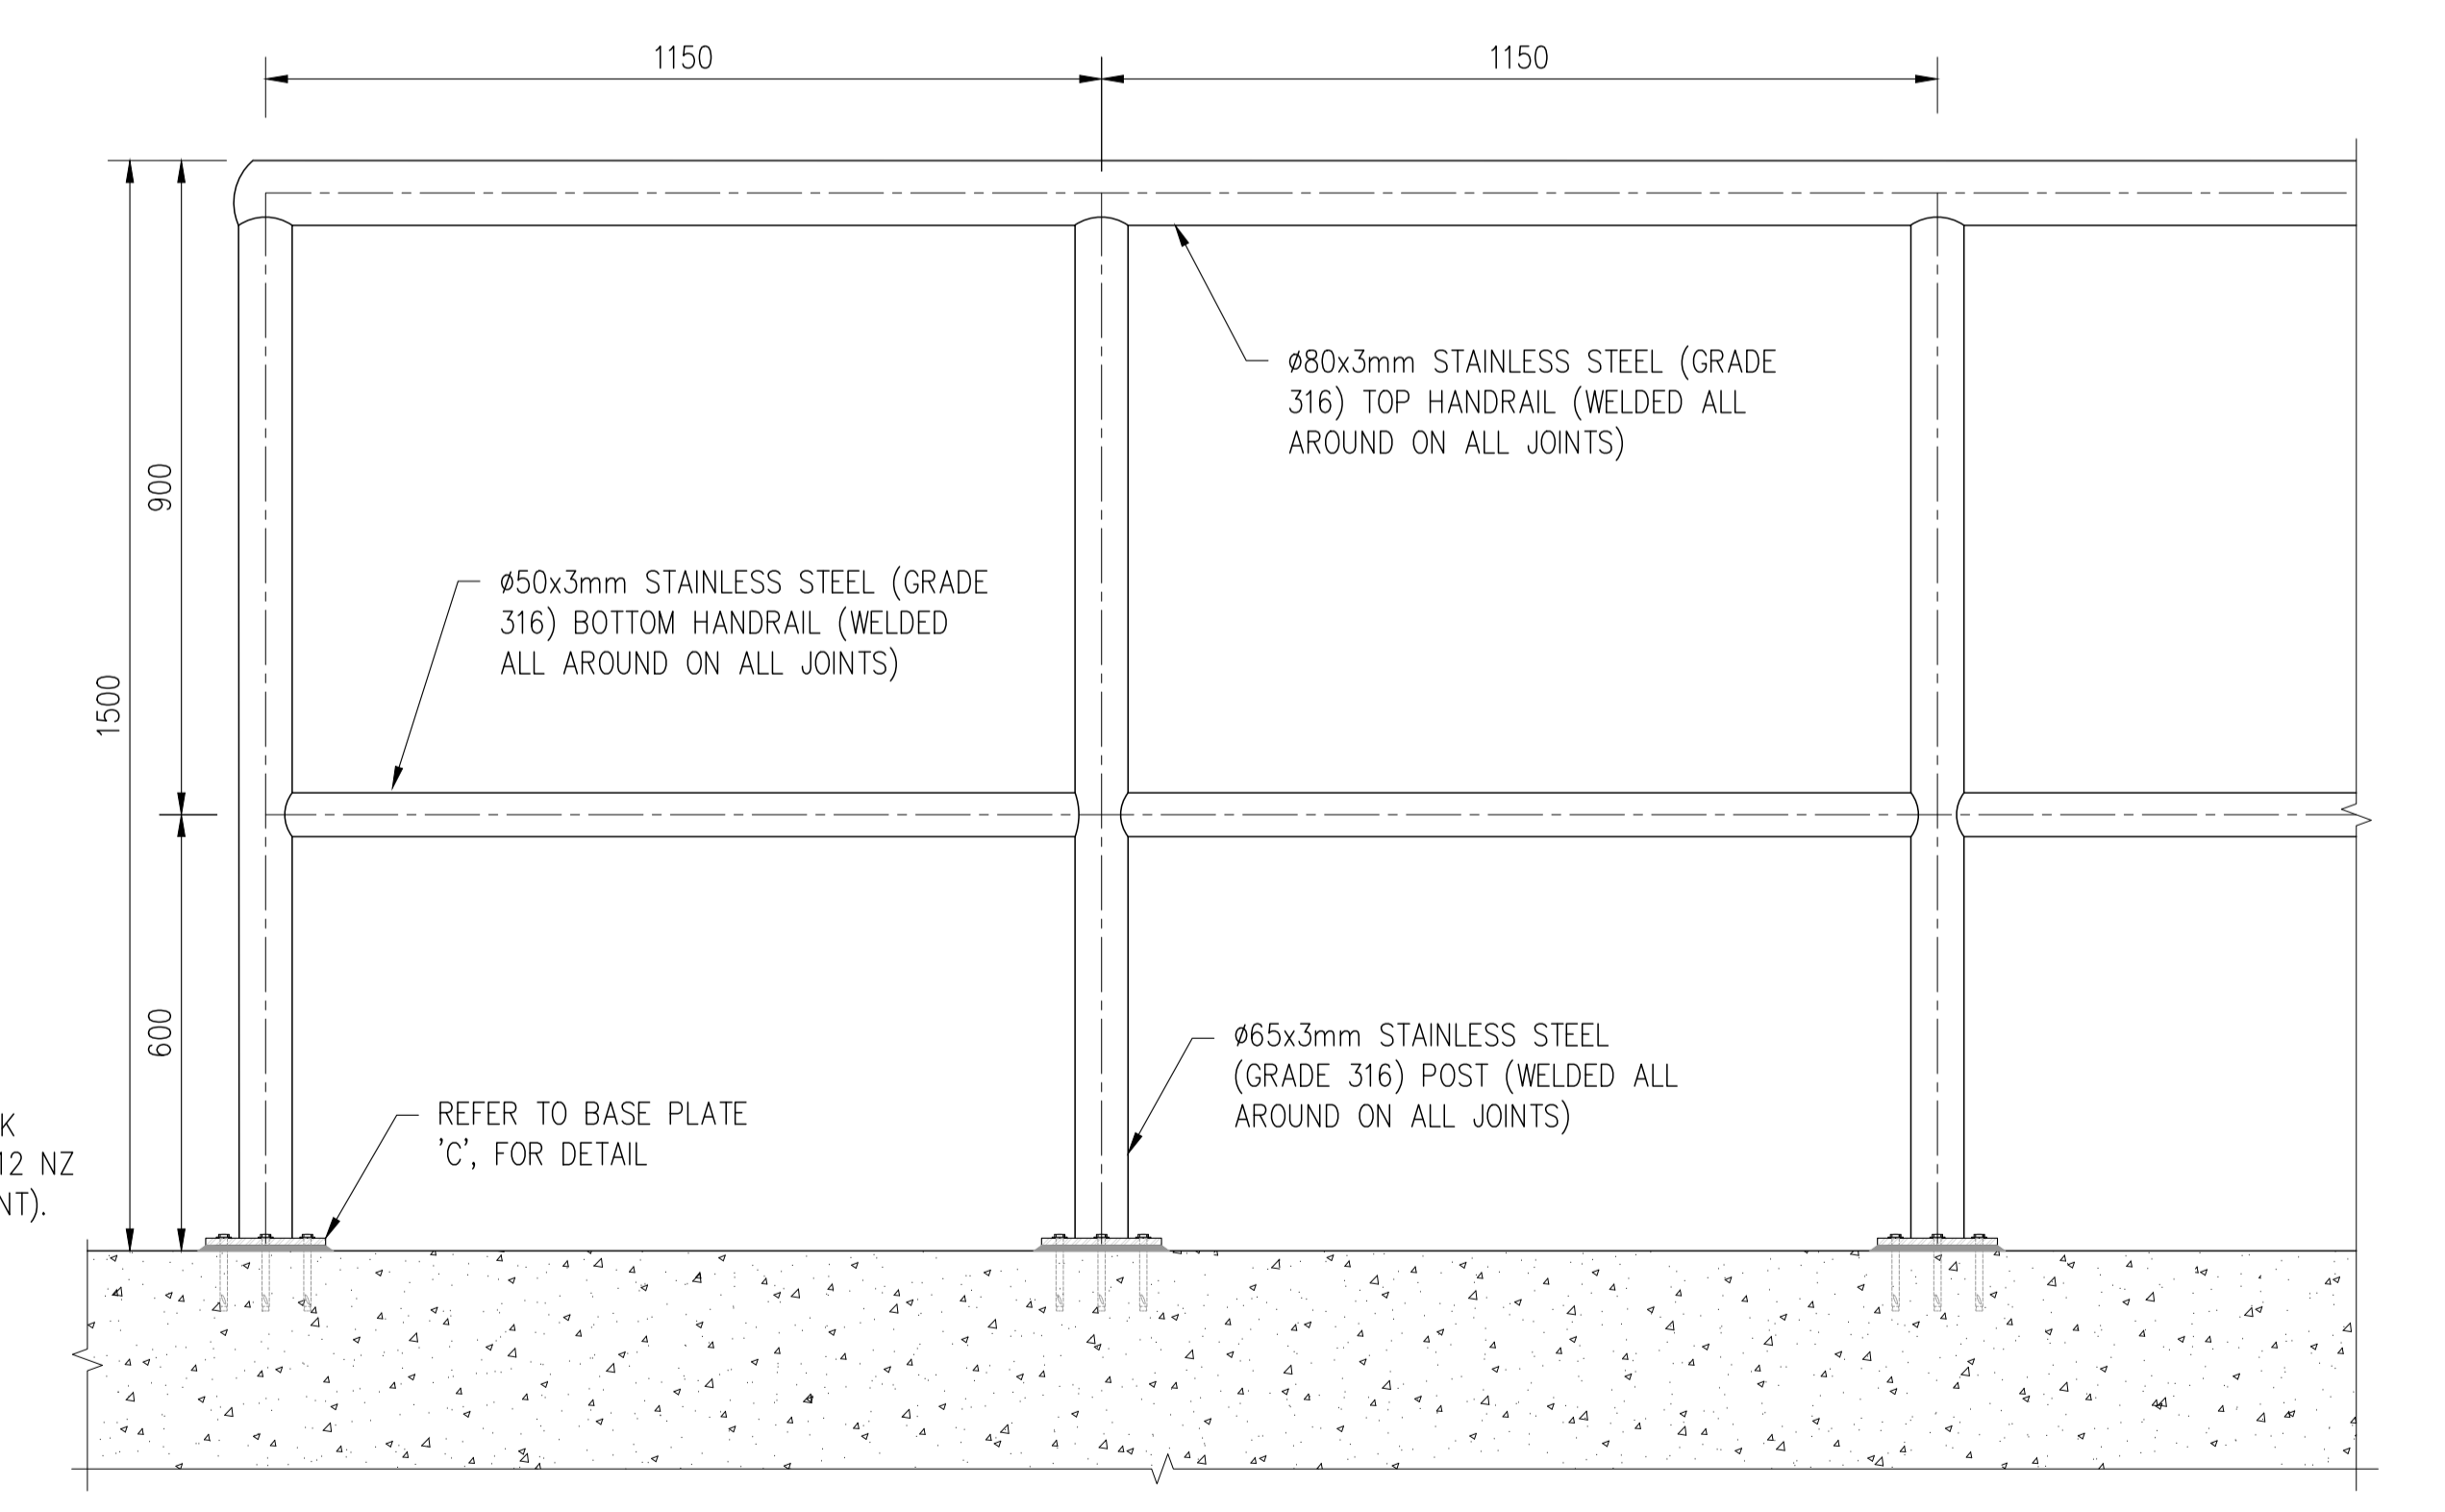 1150
1150
900
1500
600
ø80x3mm STAINLESS STEEL (GRADE
316) TOP HANDRAIL (WELDED ALL
AROUND ON ALL JOINTS)
ø50x3mm STAINLESS STEEL (GRADE
316) BOTTOM HANDRAIL (WELDED
ALL AROUND ON ALL JOINTS)
ø65x3mm STAINLESS STEEL
(GRADE 316) POST (WELDED ALL
AROUND ON ALL JOINTS)
REFER TO BASE PLATE
'C', FOR DETAIL
K
12 NZ
NT).